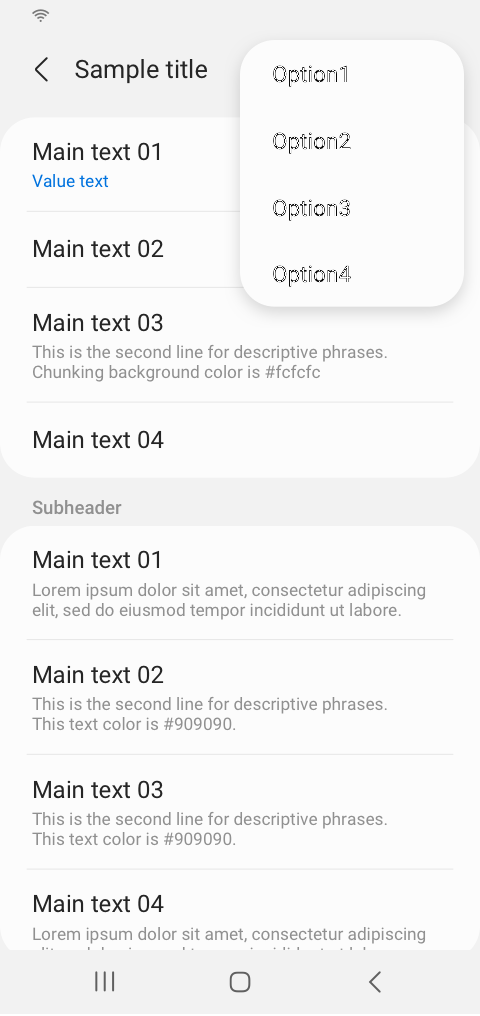 Sample title
Option1
Option2
Option3
Option4
Main text 01
Value text
Main text 02
Main text 03
This is the second line for descriptive phrases.
Chunking background color is #fcfcfc
Main text 04
Subheader
Main text 01
Lorem ipsum dolor sit amet, consectetur adipiscing
elit, sed do eiusmod tempor incididunt ut labore.
Main text 02
This is the second line for descriptive phrases.
This text color is #909090.
Main text 03
This is the second line for descriptive phrases.
This text color is #909090.
Main text 04
Lorem ipsum dolor sit amet, consectetur adipiscing